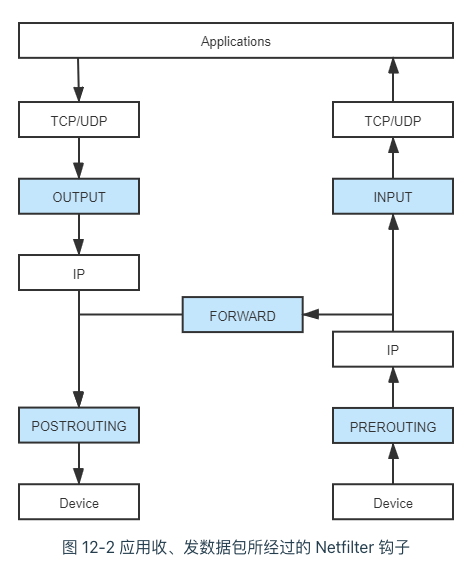 Applications
TCP/UDP
TCP/UDP
OUTPUT
INPUT
IP
FORWARD
IP
POSTROUTING
PREROUTING
Device
Device
图 12-2 应用收、发数据包所经过的 Netfilter 钩子